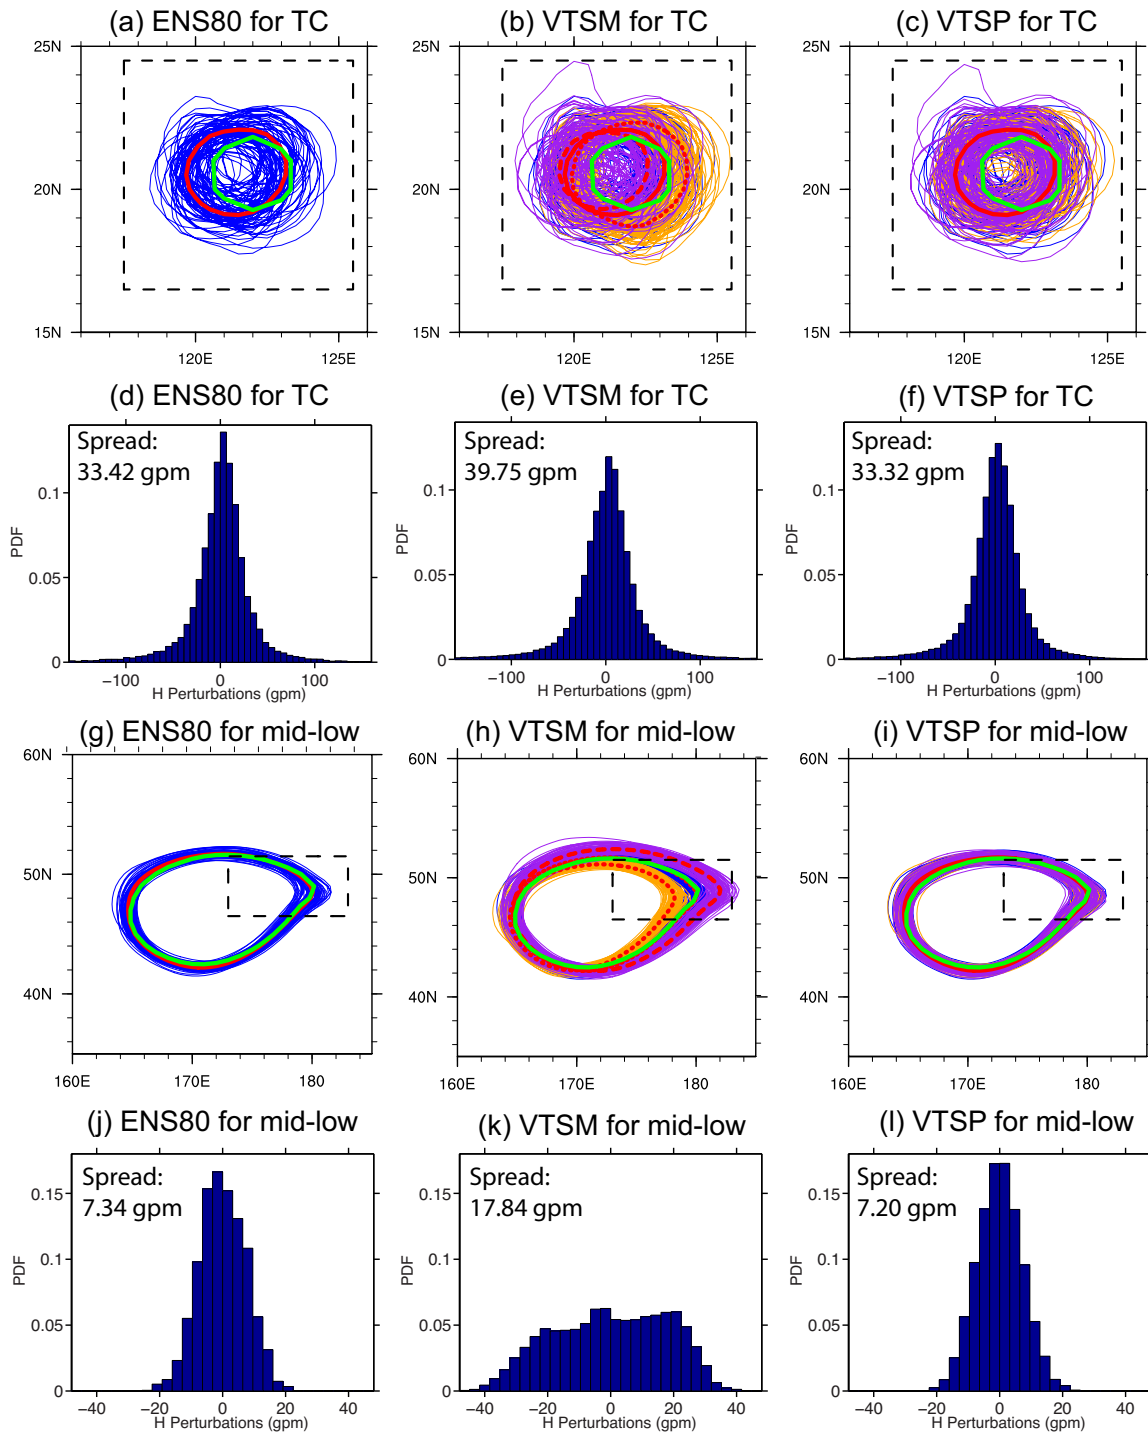 (a) ENS80 for TC
(b) VTSM for TC
(c) VTSP for TC
25N
20N
15N
120E
125E
25N
20N
15N
120E
125E
25N
20N
15N
120E
125E
(d) ENS80 for TC
(e) VTSM for TC
(f) VTSP for TC
Spread:
33.42 gpm
PDF
0.1
0.05
0
−100
0
100
H Perturbations (gpm)
Spread:
39.75 gpm
PDF
0.1
0.05
0
−100
0
100
H Perturbations (gpm)
Spread:
33.32 gpm
PDF
0.1
0.05
0
−100
0
100
H Perturbations (gpm)
(g) ENS80 for mid-low
(h) VTSM for mid-low
(i) VTSP for mid-low
60N
50N
40N
160E
170E
180
60N
50N
40N
160E
170E
180
60N
50N
40N
160E
170E
180
(j) ENS80 for mid-low
(k) VTSM for mid-low
(l) VTSP for mid-low
Spread:
7.34 gpm
PDF
0.15
0.1
0.05
0
−40
−20
0
20
40
H Perturbations (gpm)
Spread:
17.84 gpm
PDF
0.15
0.1
0.05
0
−40
−20
0
20
40
H Perturbations (gpm)
Spread:
7.20 gpm
PDF
0.15
0.1
0.05
0
−40
−20
0
20
40
H Perturbations (gpm)